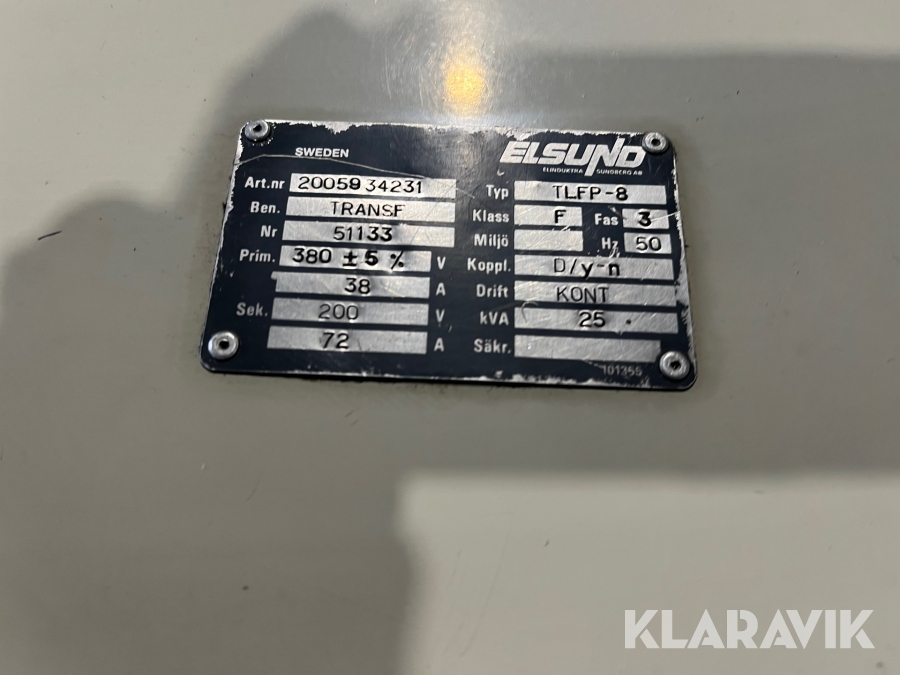 SWEDEN
ELSUND
ELINDUKTRA SUNDBERG AB
Art.nr 2005934231
Ben. TRANSF
Nr 51133
Prim. 380 ± 5 % V
38 A
Sek. 200 V
72 A
Typ TLFP-8
Klass F Fas 3
Miljö Hz 50
Koppl. D/y-n
Drift KONT
kVA 25
Säkr.
101355
KLARAVIK